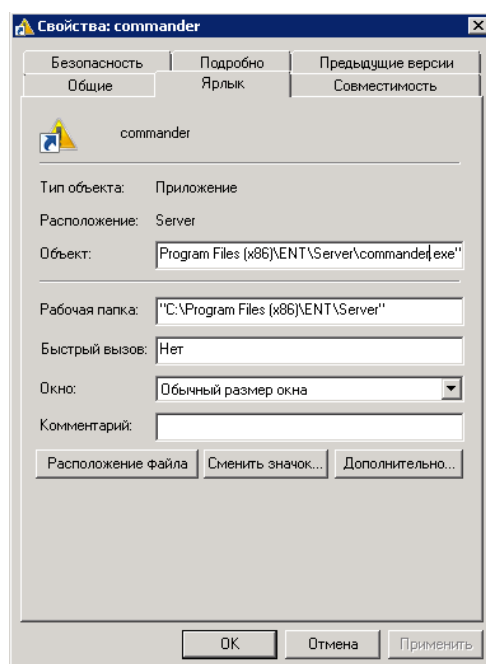 Свойства: commander
Безопасность Подробно Предыдущие версии
Общие Ярлык Совместимость
commander
Тип объекта: Приложение
Расположение: Server
Объект: Program Files (x86)\ENT\Server\commander.exe"
Рабочая папка: "C:\Program Files (x86)\ENT\Server"
Быстрый вызов: Нет
Окно: Обычный размер окна
Комментарий:
Расположение файла Сменить значок... Дополнительно...
ОК Отмена Применить